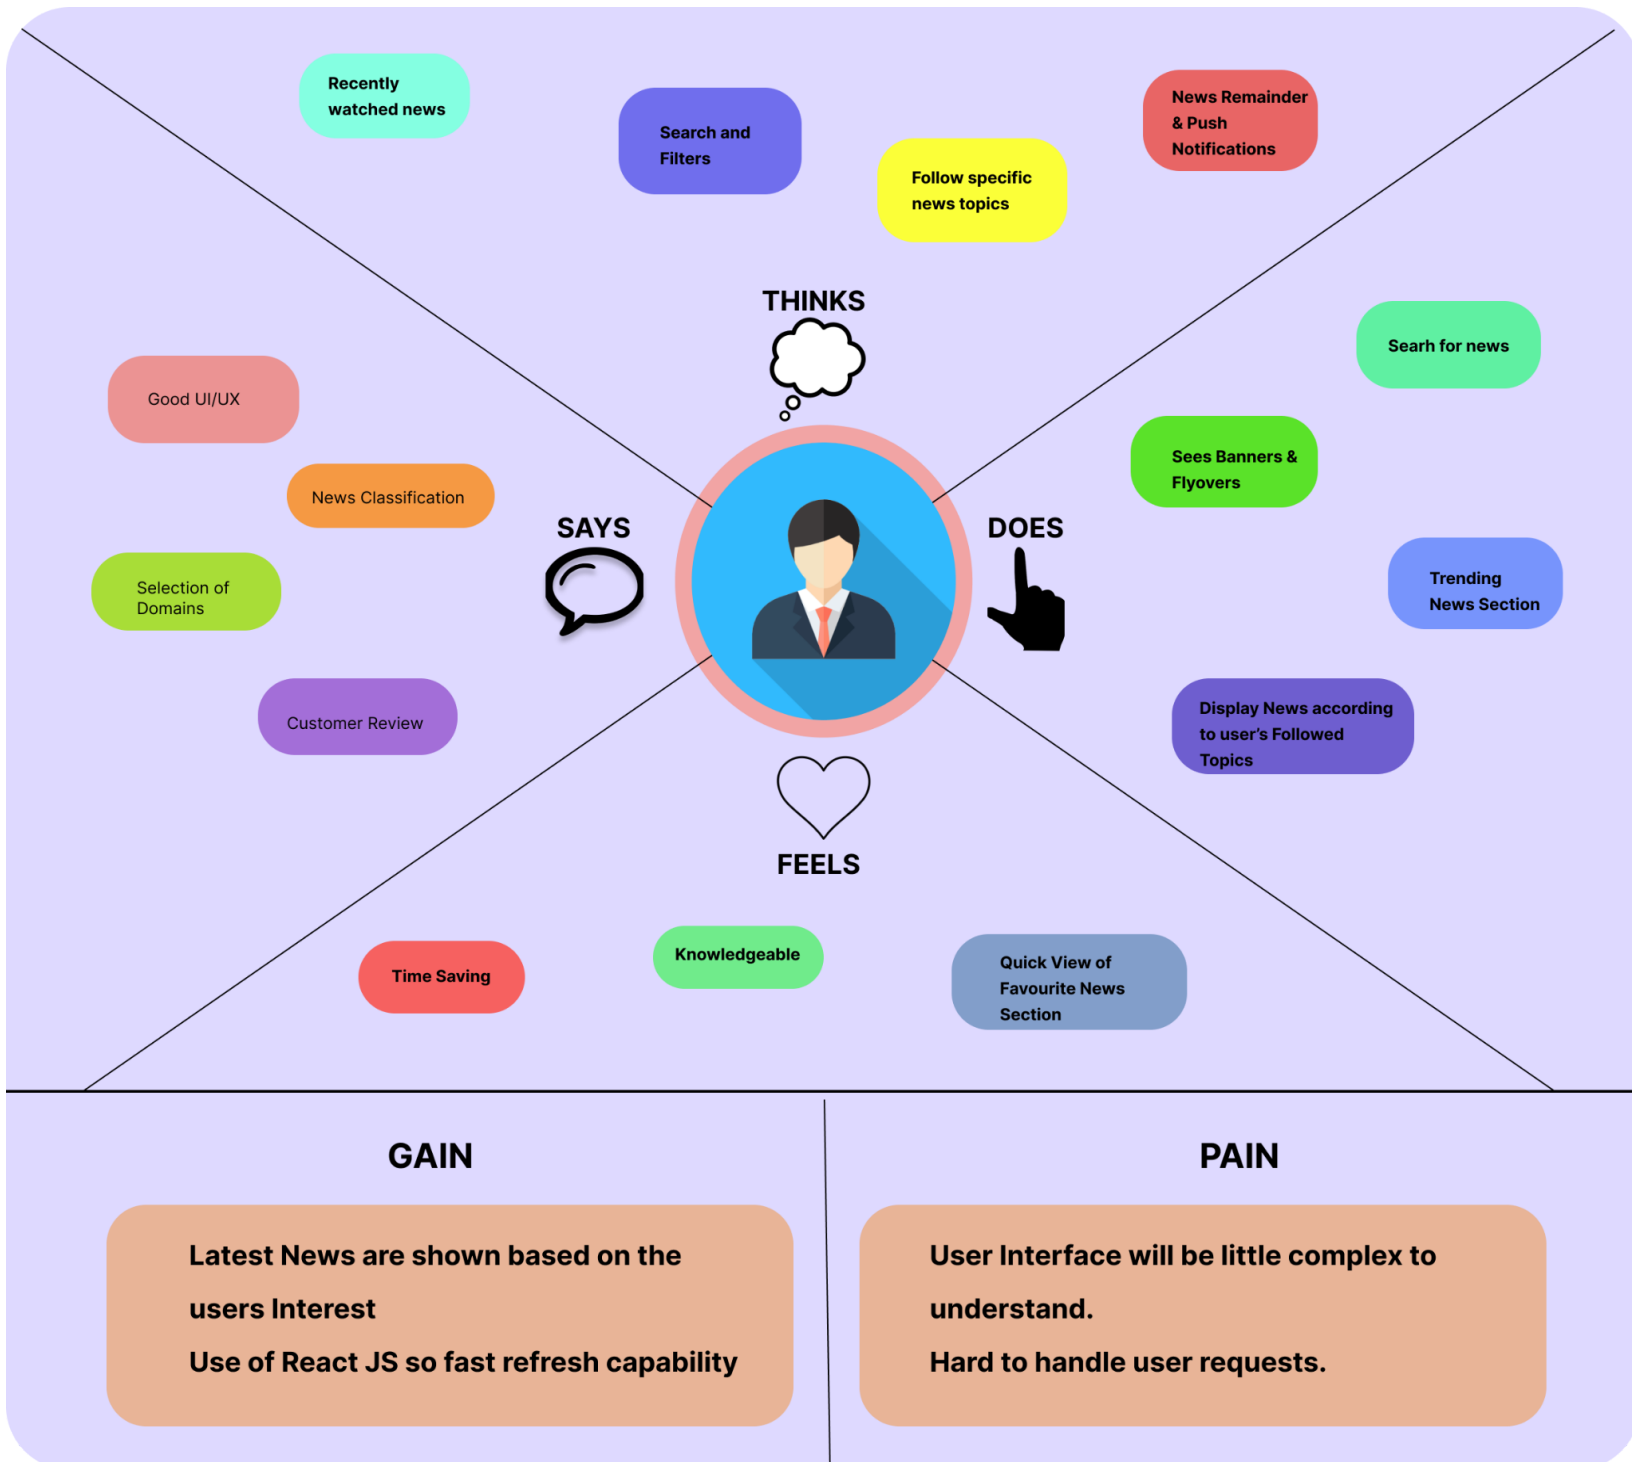 Recently
watched news
Search and
Filters
Follow specific
news topics
News Remainder
& Push
Notifications
THINKS
Good UI/UX
News Classification
Selection of
Domains
Customer Review
SAYS
DOES
Searh for news
Sees Banners &
Flyovers
Trending
News Section
Display News according
to user's Followed
Topics
FEELS
Time Saving
Knowledgeable
Quick View of
Favourite News
Section
GAIN
Latest News are shown based on the
users Interest
Use of React JS so fast refresh capability
PAIN
User Interface will be little complex to
understand.
Hard to handle user requests.